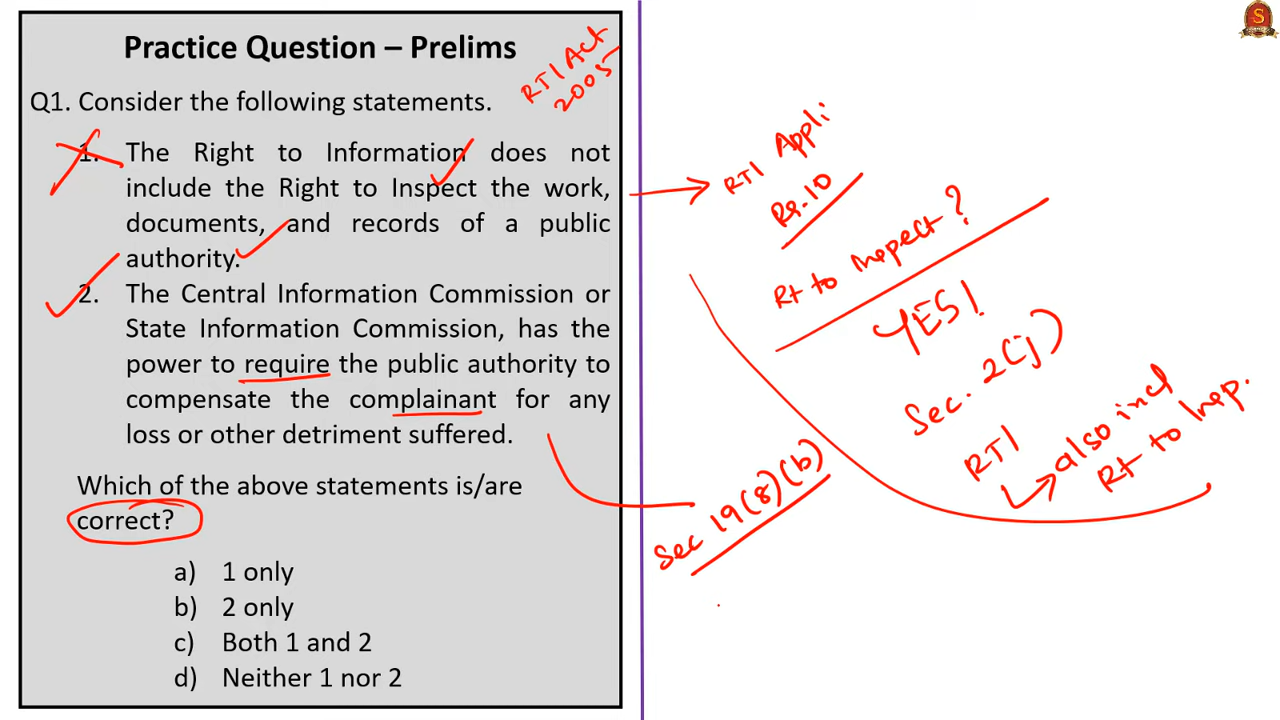 Practice Question – Prelims
RTI Act
2005
Q1. Consider the following statements.
1. The Right to Information does not
include the Right to Inspect the work,
documents, and records of a public
authority.
2. The Central Information Commission or
State Information Commission, has the
power to require the public authority to
compensate the complainant for any
loss or other detriment suffered.
Which of the above statements is/are
correct?
a) 1 only
b) 2 only
c) Both 1 and 2
d) Neither 1 nor 2
RTI Appli
Rs.10
Rt to Inspect?
YES!
Sec. 2(j)
RTI
also incl
Rt to Insp.
Sec 19(8)(b)
S